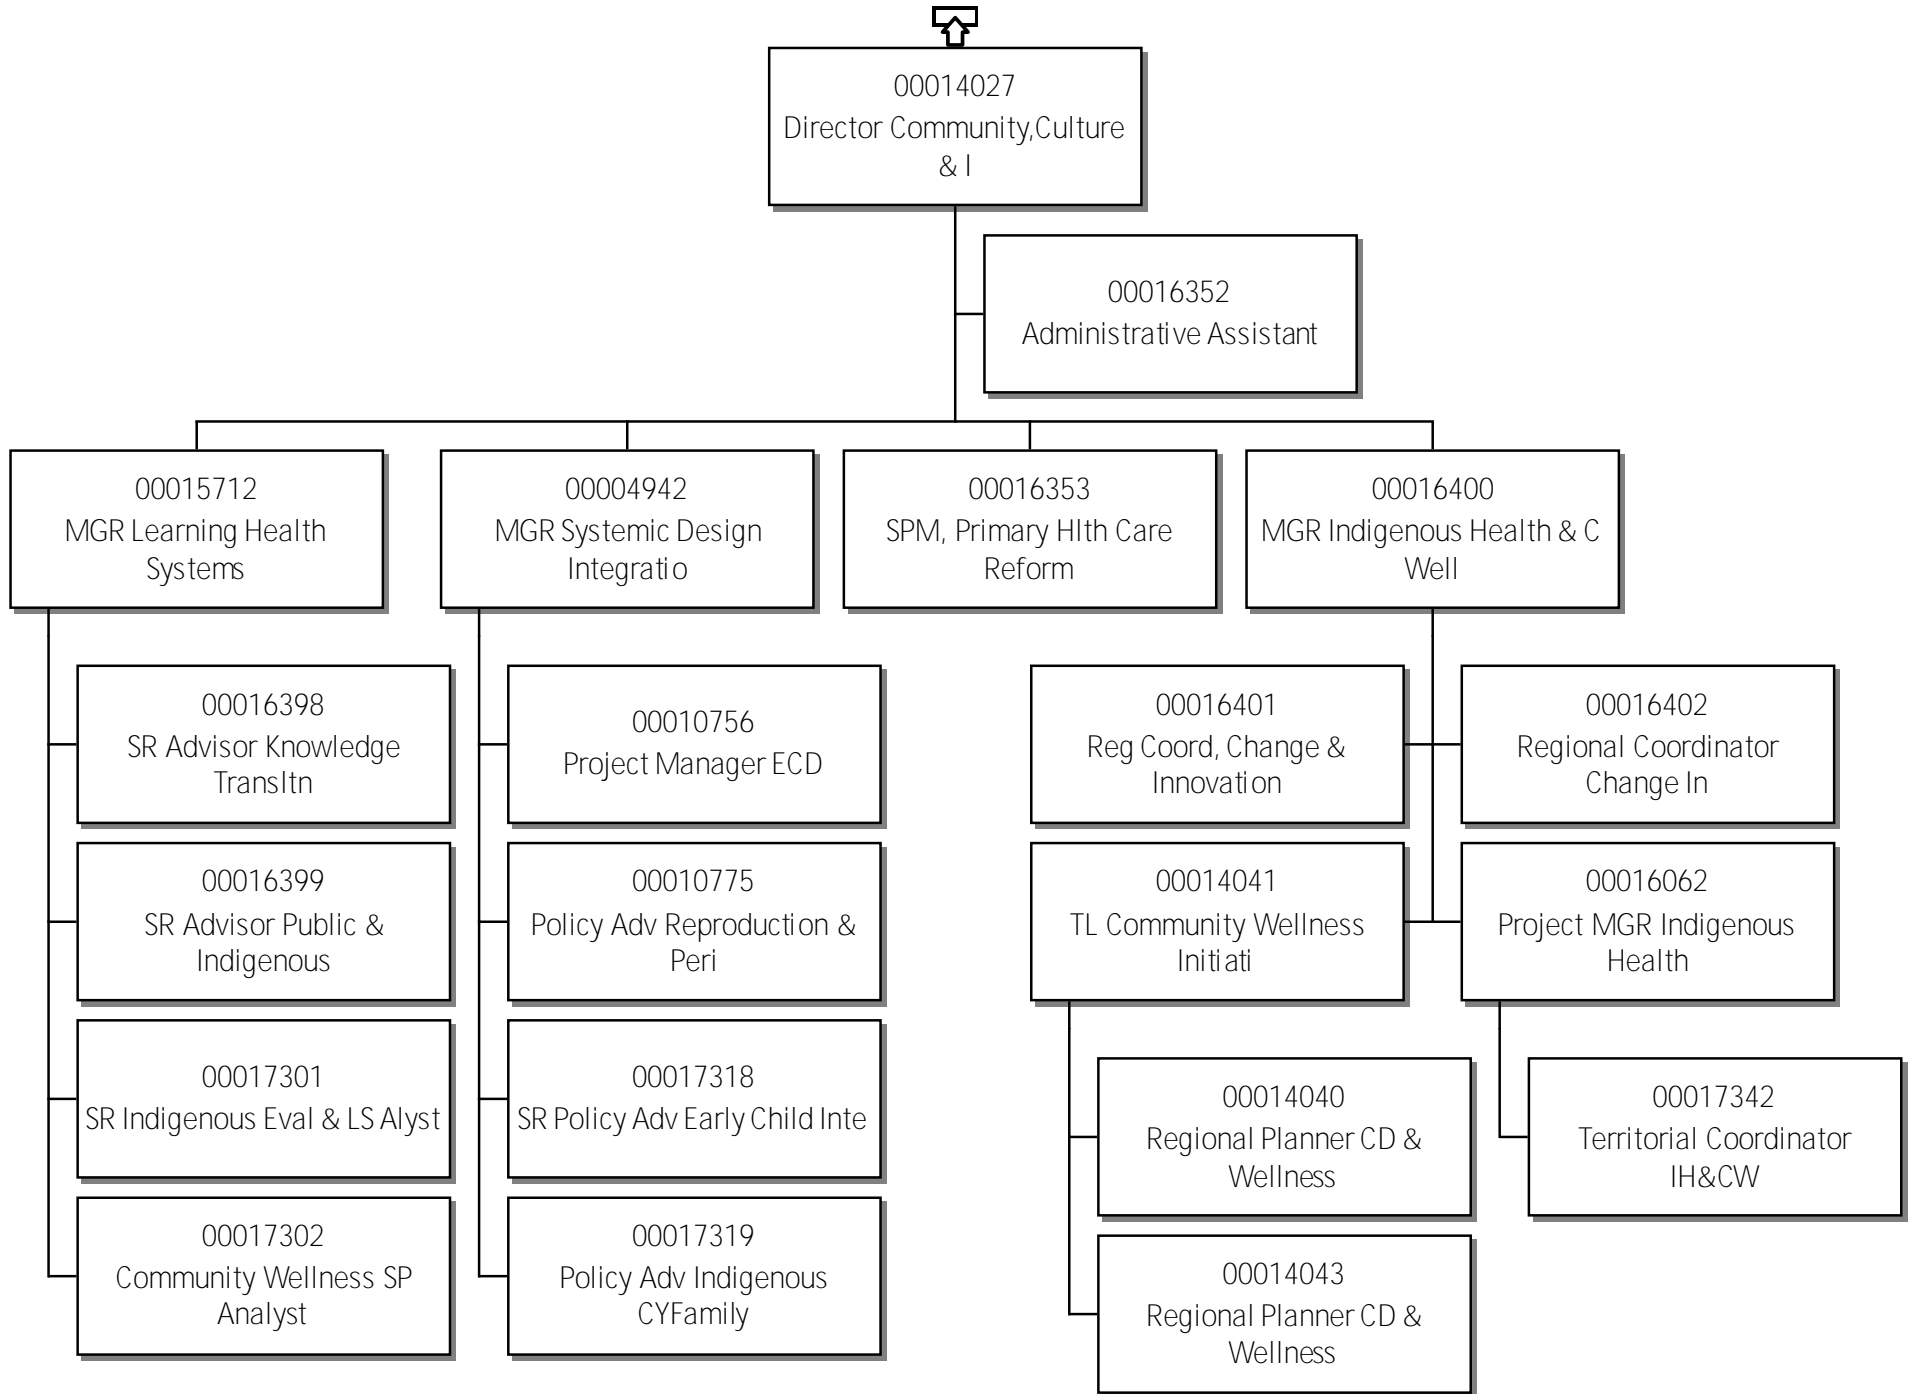 00014027
Director Community,Culture
& I
00016352
Administrative Assistant
00015712
MGR Learning Health
Systems
00004942
MGR Systemic Design
Integratio
00016353
SPM, Primary Hlth Care
Reform
00016400
MGR Indigenous Health & C
Well
00016398
SR Advisor Knowledge
Transltn
00016399
SR Advisor Public &
Indigenous
00017301
SR Indigenous Eval & LS Alyst
00017302
Community Wellness SP
Analyst
00010756
Project Manager ECD
00010775
Policy Adv Reproduction &
Peri
00017318
SR Policy Adv Early Child Inte
00017319
Policy Adv Indigenous
CYFamily
00016401
Reg Coord, Change &
Innovation
00016402
Regional Coordinator
Change In
00014041
TL Community Wellness
Initiati
00016062
Project MGR Indigenous
Health
00014040
Regional Planner CD &
Wellness
00014043
Regional Planner CD &
Wellness
00017342
Territorial Coordinator
IH&CW